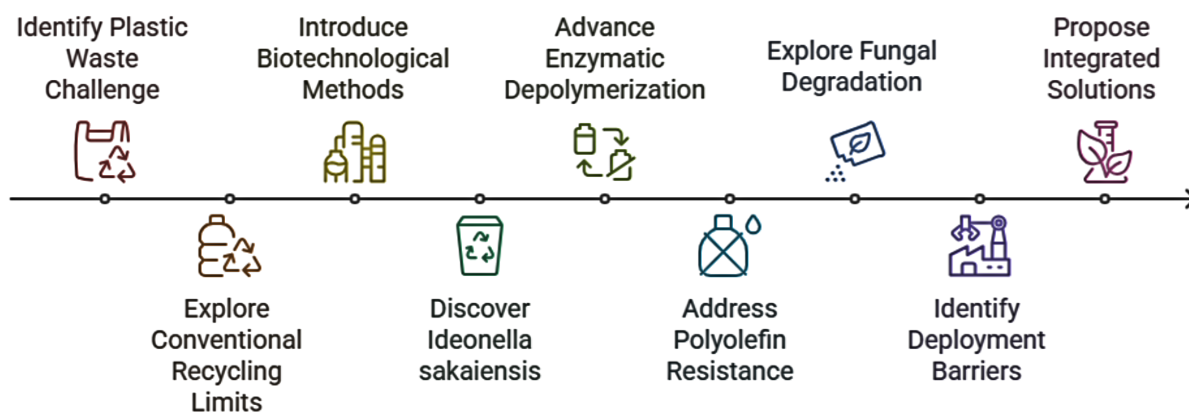 Identify Plastic
Waste
Challenge
Explore
Conventional
Recycling
Limits
Introduce
Biotechnological
Methods
Discover
Ideonella
sakaiensis
Advance
Enzymatic
Depolymerization
Address
Polyolefin
Resistance
Explore Fungal
Degradation
Identify
Deployment
Barriers
Propose
Integrated
Solutions